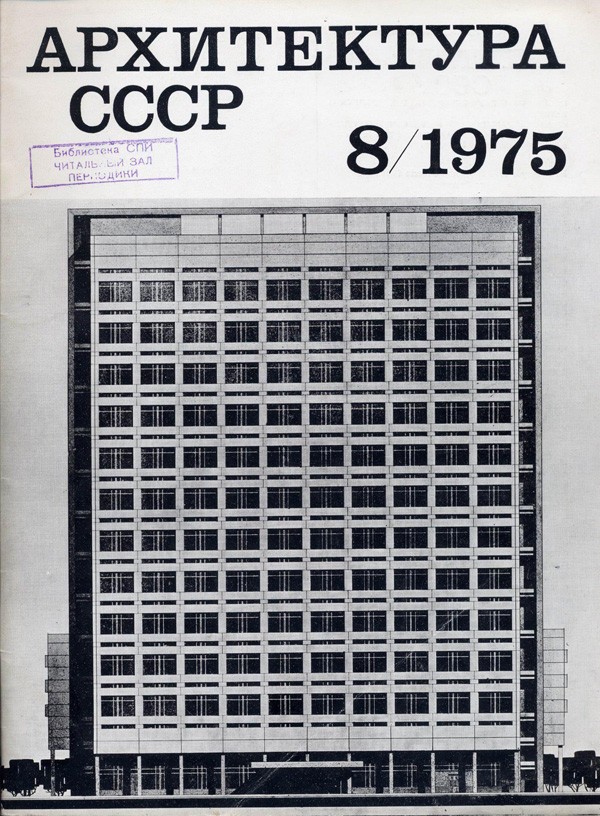 АРХИТЕКТУРА
СССР
8/1975
Библиотека СПИ
ЧИТАЛЬНЫЙ ЗАЛ
ПЕРИОДИКИ